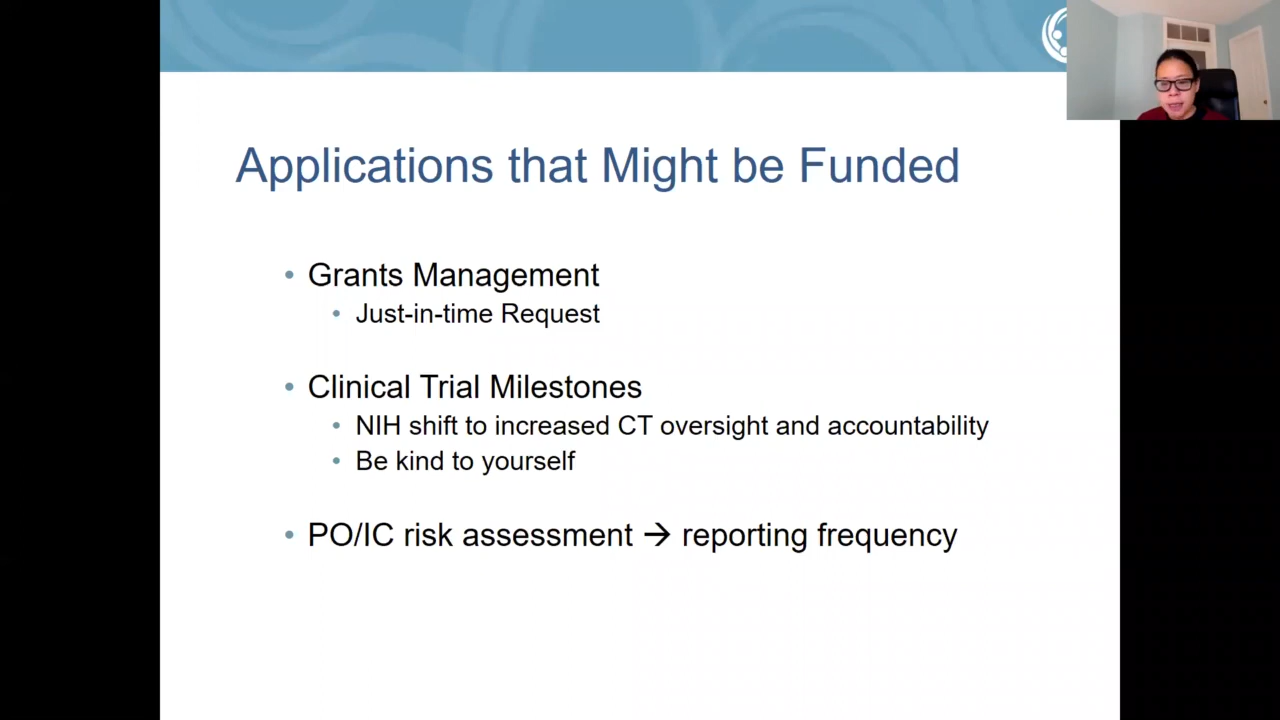 Applications that Might be Funded
• Grants Management
• Just-in-time Request
• Clinical Trial Milestones
• NIH shift to increased CT oversight and accountability
• Be kind to yourself
• PO/IC risk assessment → reporting frequency